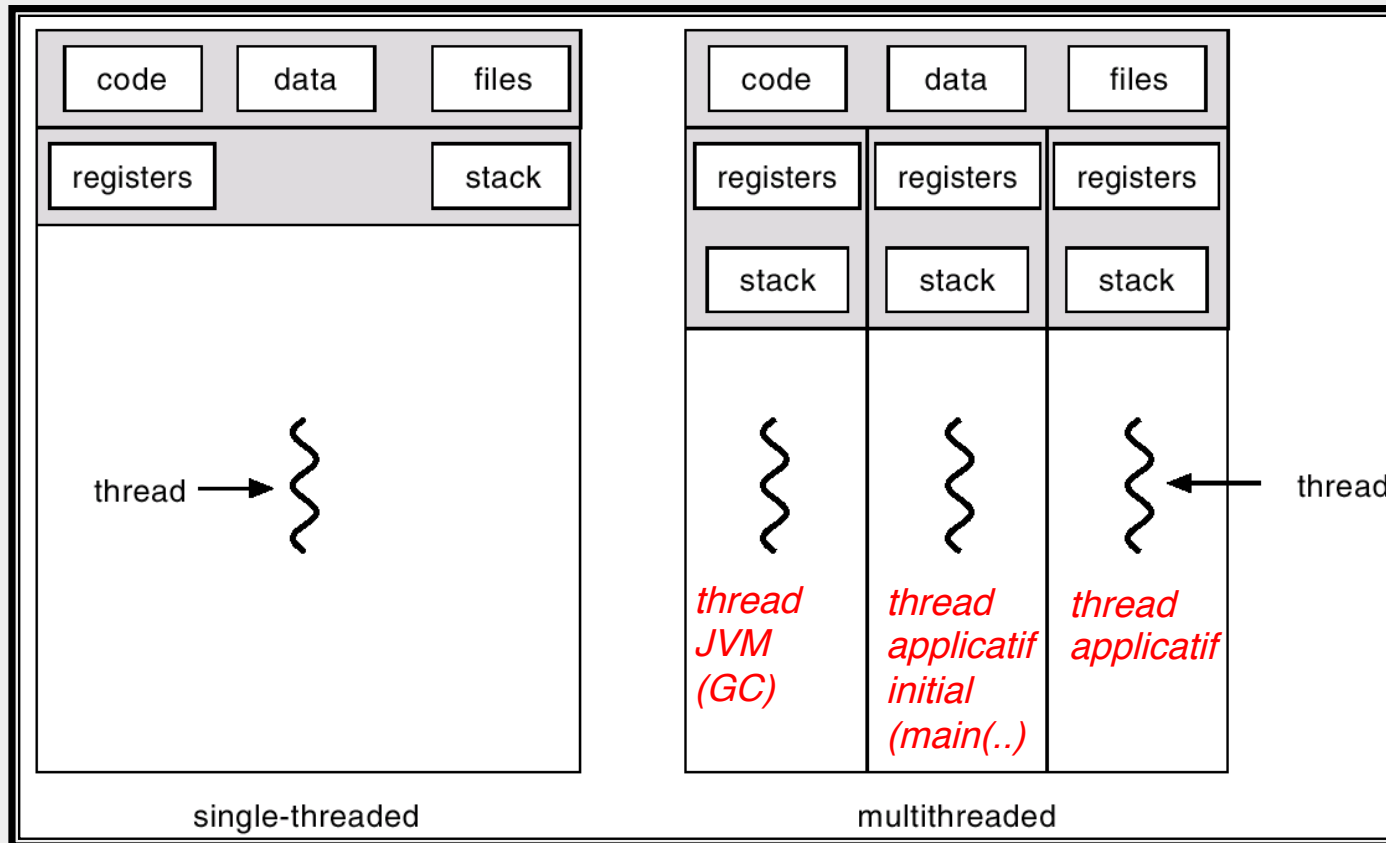 code data files
registers stack
thread
single-threaded
code data files
registers registers registers
stack stack stack
thread
thread
JVM
(GC)
thread
applicatif
initial
(main(..)
thread
applicatif
multithreaded